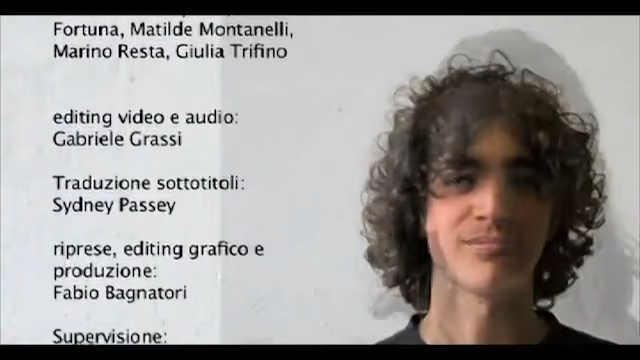 Fortuna, Matilde Montanelli,
Marino Resta, Giulia Trifino
editing video e audio:
Gabriele Grassi
Traduzione sottotitoli:
Sydney Passey
riprese, editing grafico e
produzione:
Fabio Bagnatori
Supervisione: